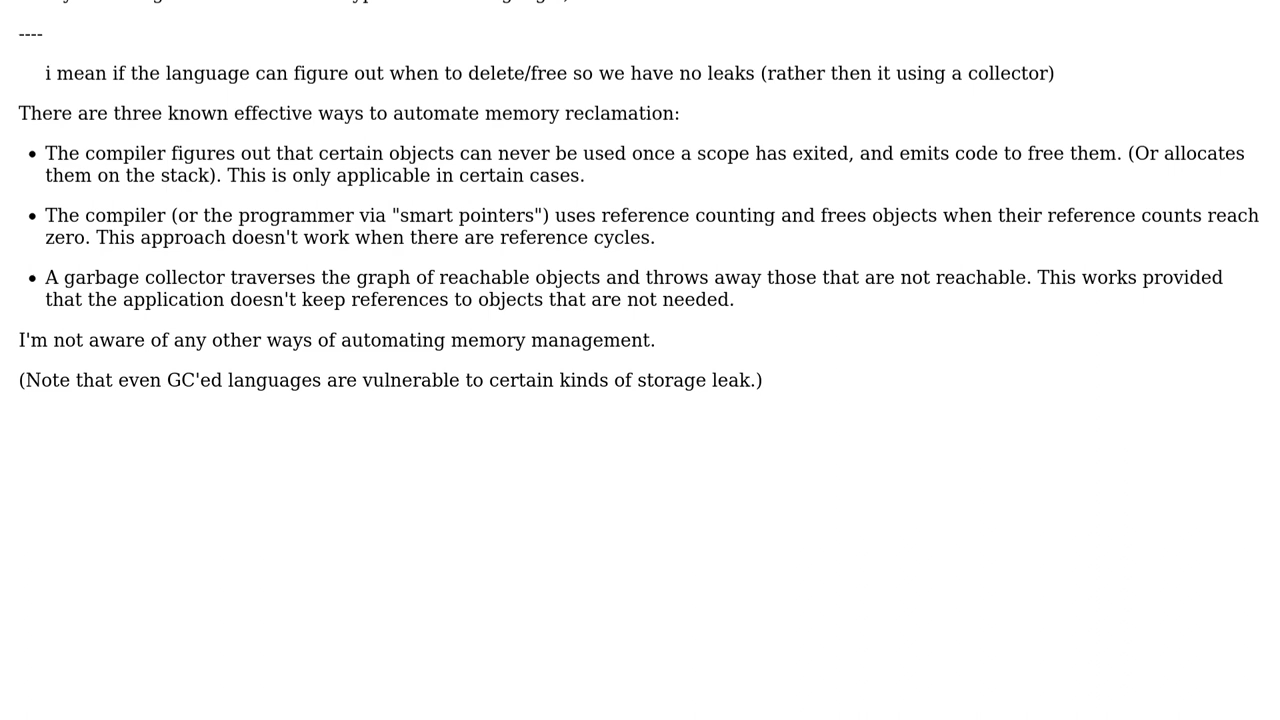 ----
i mean if the language can figure out when to delete/free so we have no leaks (rather then it using a collector)
There are three known effective ways to automate memory reclamation:
• The compiler figures out that certain objects can never be used once a scope has exited, and emits code to free them. (Or allocates
them on the stack). This is only applicable in certain cases.
• The compiler (or the programmer via "smart pointers") uses reference counting and frees objects when their reference counts reach
zero. This approach doesn't work when there are reference cycles.
• A garbage collector traverses the graph of reachable objects and throws away those that are not reachable. This works provided
that the application doesn't keep references to objects that are not needed.
I'm not aware of any other ways of automating memory management.
(Note that even GC'ed languages are vulnerable to certain kinds of storage leak.)